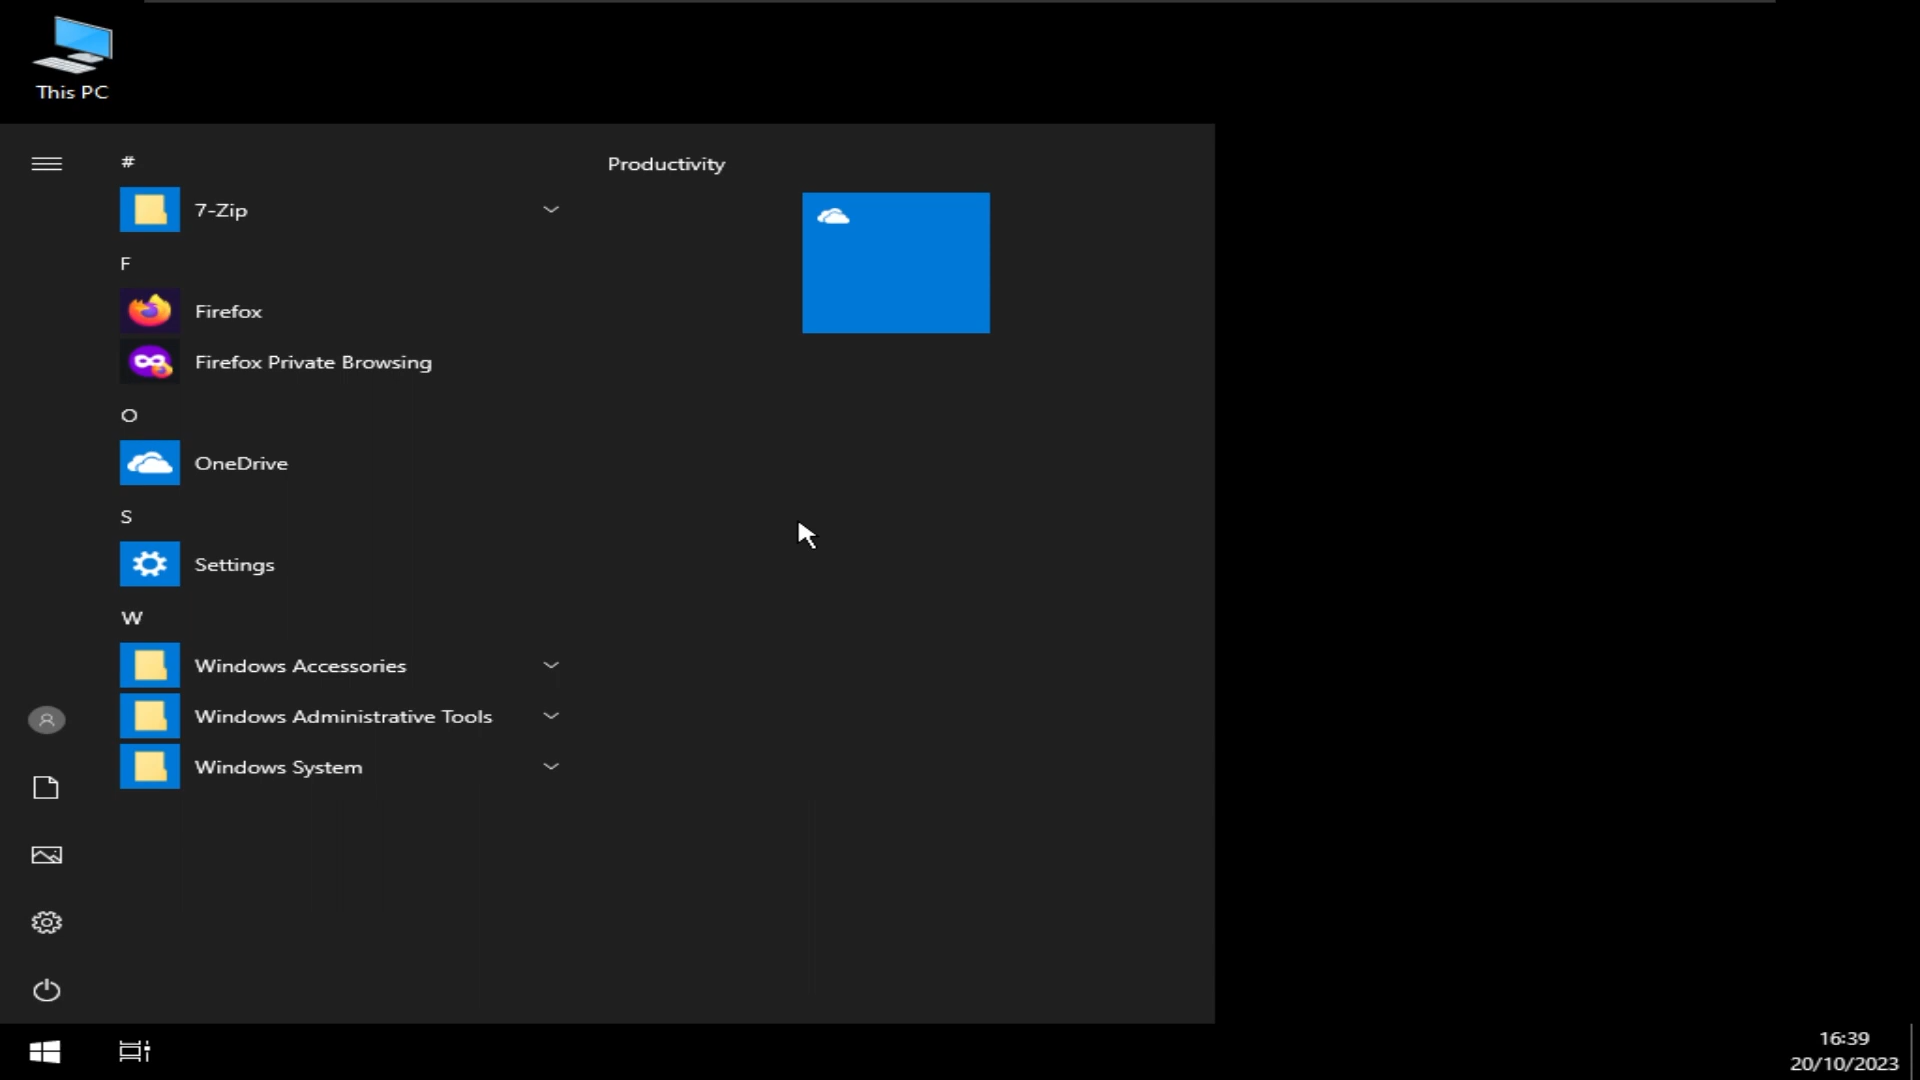 This PC
#
Productivity
7-Zip
F
Firefox
Firefox Private Browsing
O
OneDrive
S
Settings
W
Windows Accessories
Windows Administrative Tools
Windows System
16:39
20/10/2023